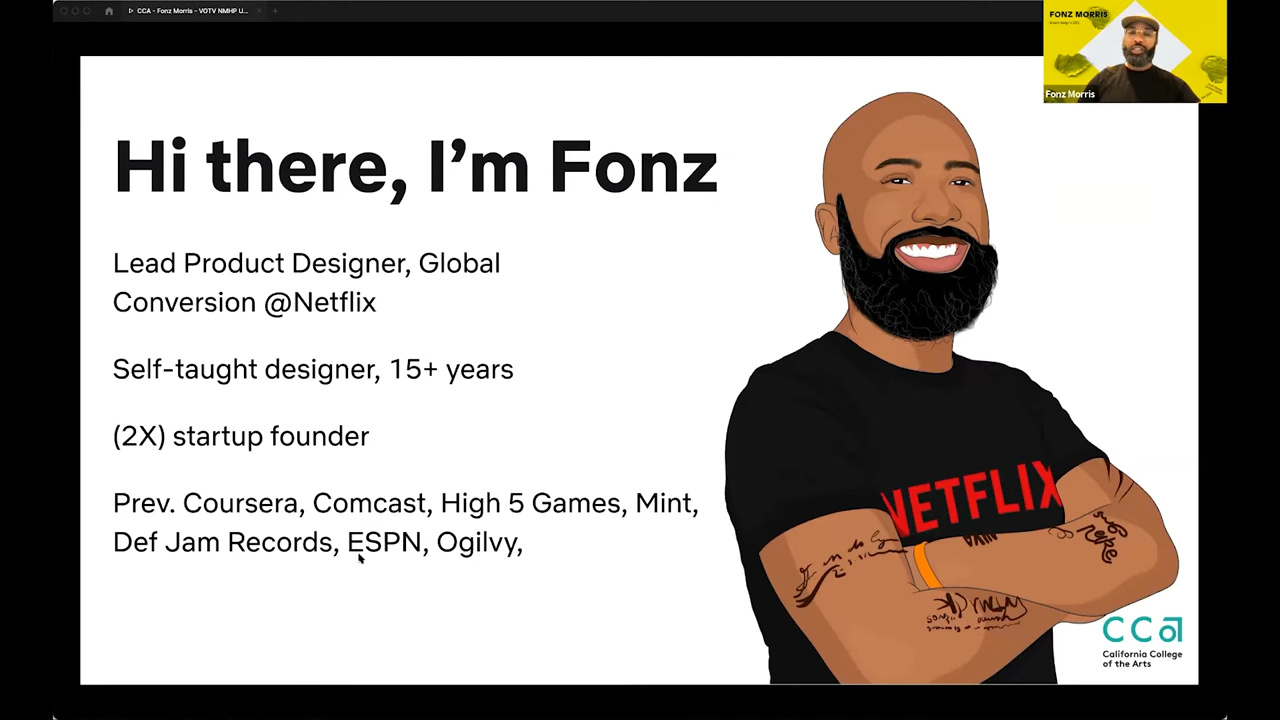 CCA - Fonz Morris - VOTV NMHP U...
FONZ MORRIS
Fonz Morris
Hi there, I’m Fonz
Lead Product Designer, Global
Conversion @Netflix
Self-taught designer, 15+ years
(2X) startup founder
Prev. Coursera, Comcast, High 5 Games, Mint,
Def Jam Records, ESPN, Ogilvy,
NETFLIX
CCa
California College
of the Arts